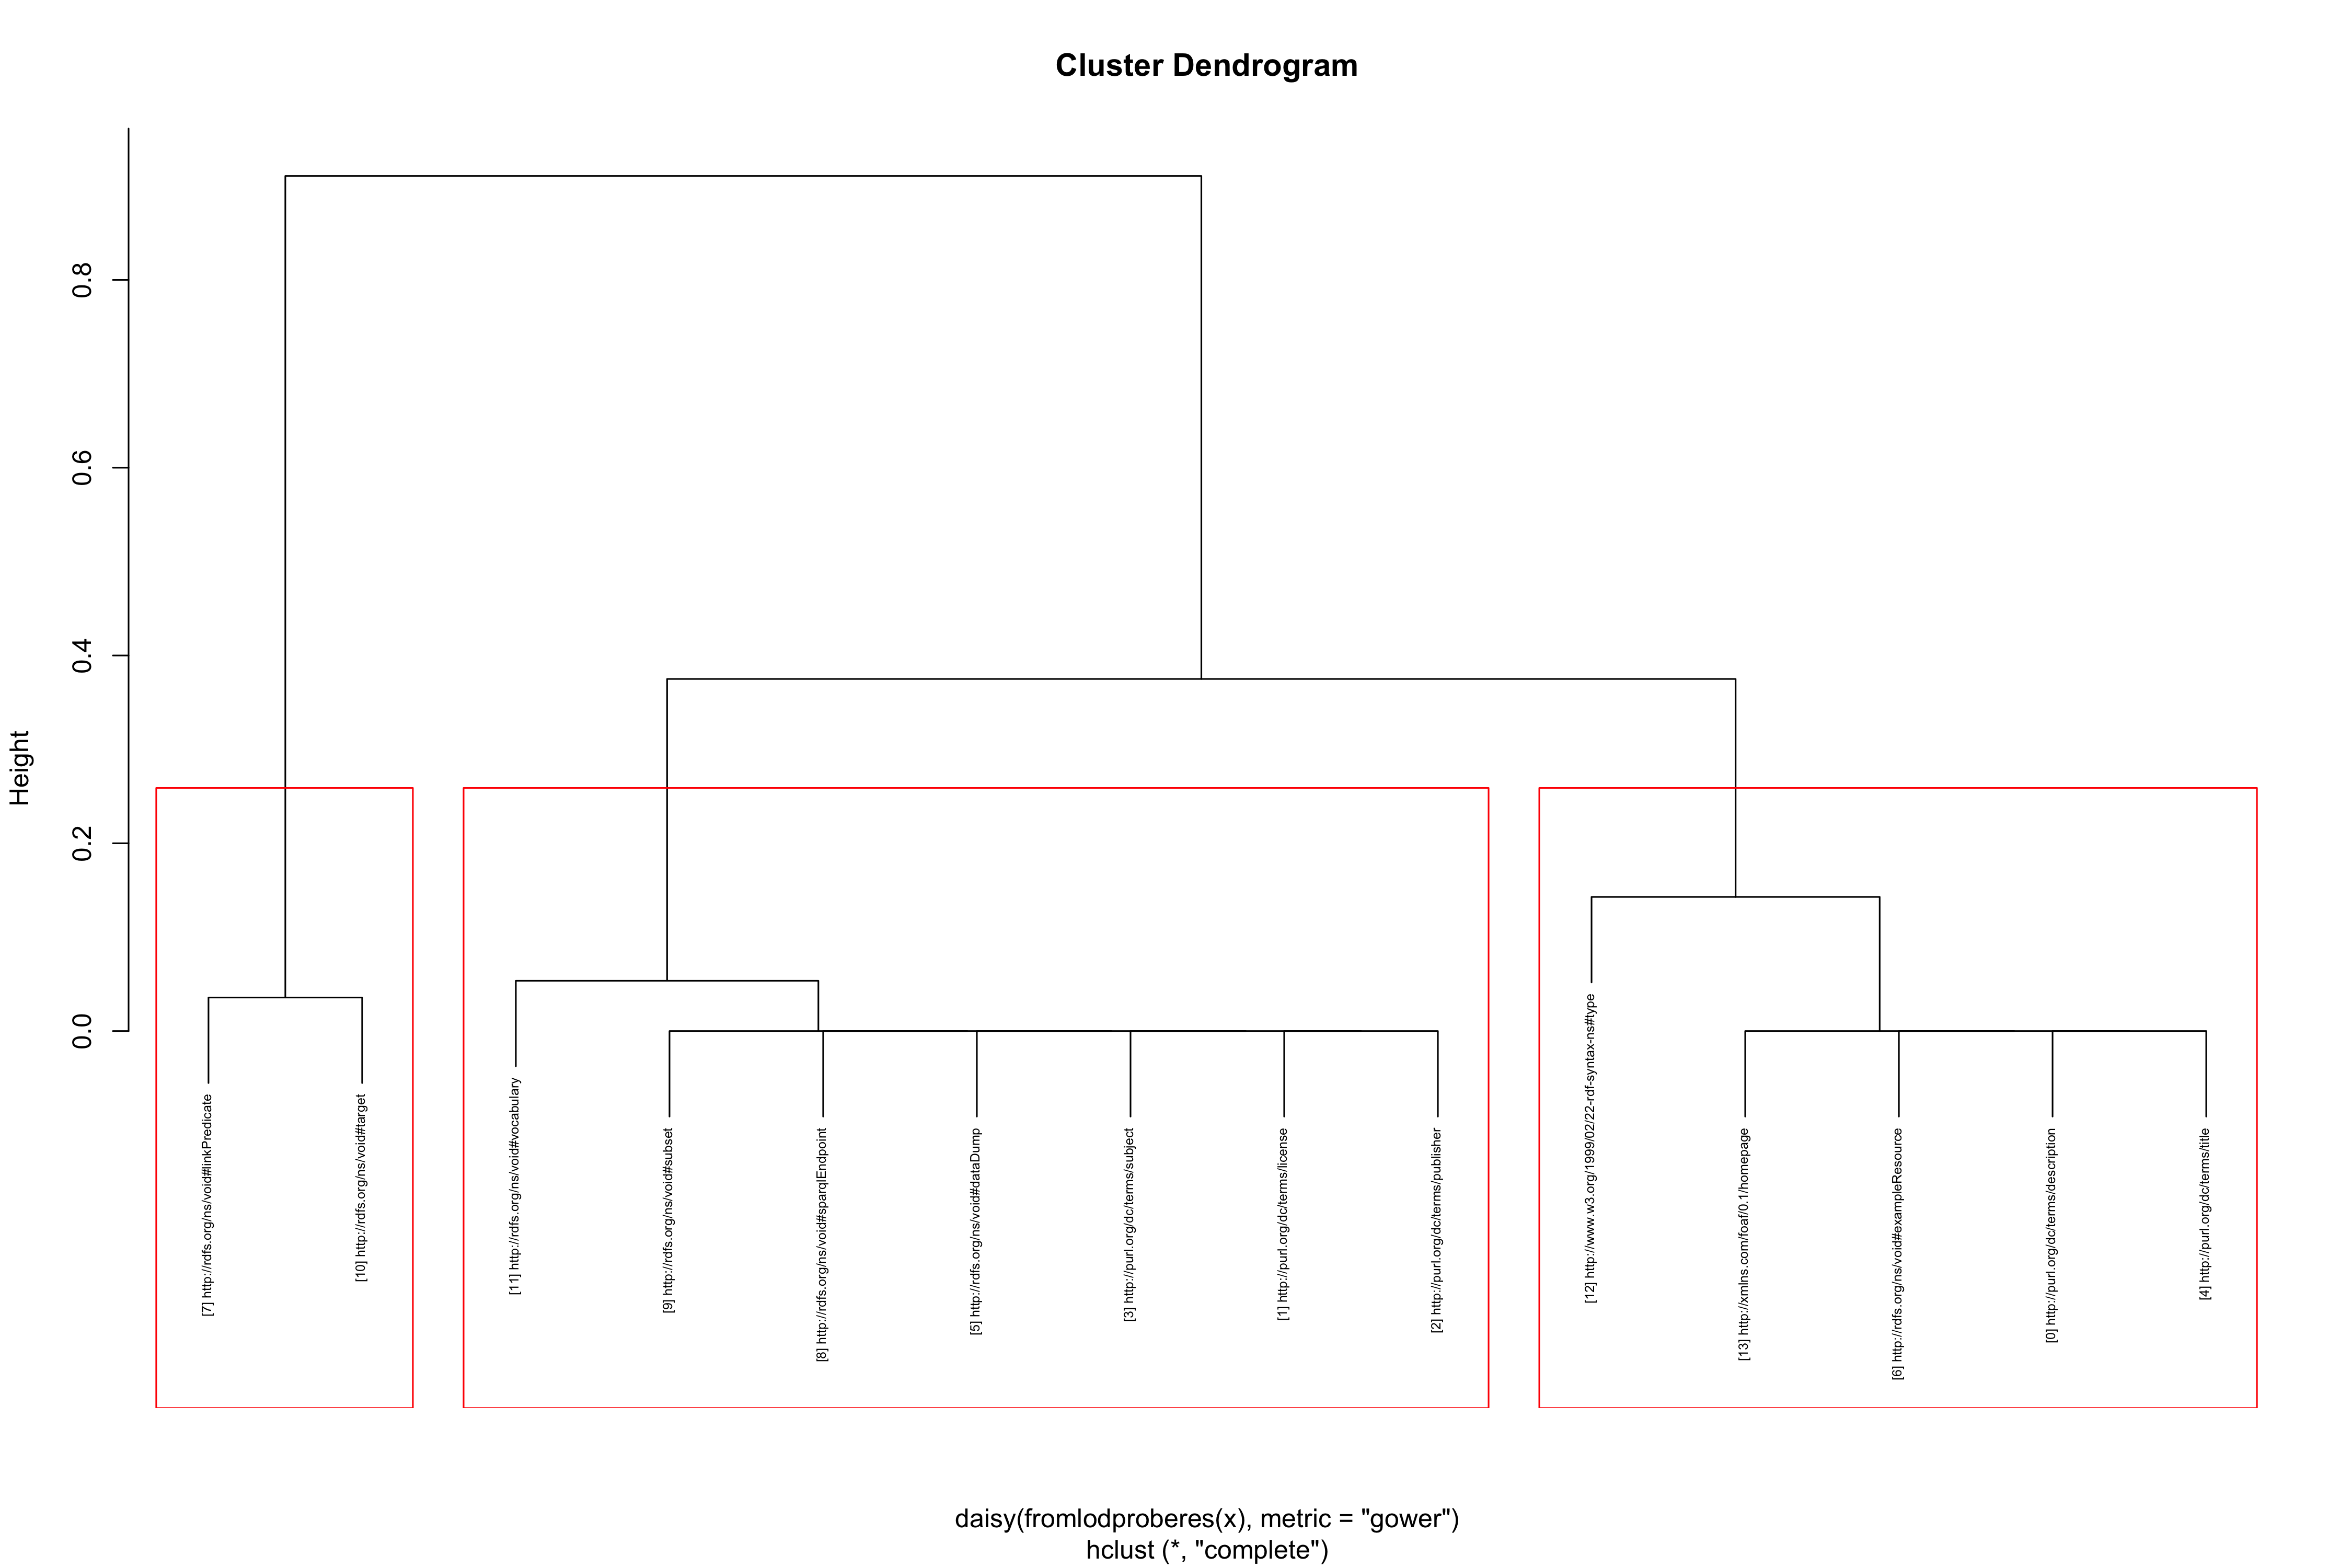 Cluster Dendrogram
Height
0.8
0.6
0.4
0.2
0.0
[7] http://rdfs.org/ns/void#linkPredicate
[10] http://rdfs.org/ns/void#target
[11] http://rdfs.org/ns/void#vocabulary
[9] http://rdfs.org/ns/void#subset
[8] http://rdfs.org/ns/void#sparqlEndpoint
[5] http://rdfs.org/ns/void#dataDump
[3] http://purl.org/dc/terms/subject
[1] http://purl.org/dc/terms/license
[2] http://purl.org/dc/terms/publisher
[12] http://www.w3.org/1999/02/22-rdf-syntax-ns#type
[13] http://xmlns.com/foaf/0.1/homepage
[6] http://rdfs.org/ns/void#exampleResource
[0] http://purl.org/dc/terms/description
[4] http://purl.org/dc/terms/title
daisy(fromlodproberes(x), metric = "gower")
hclust (*, "complete")